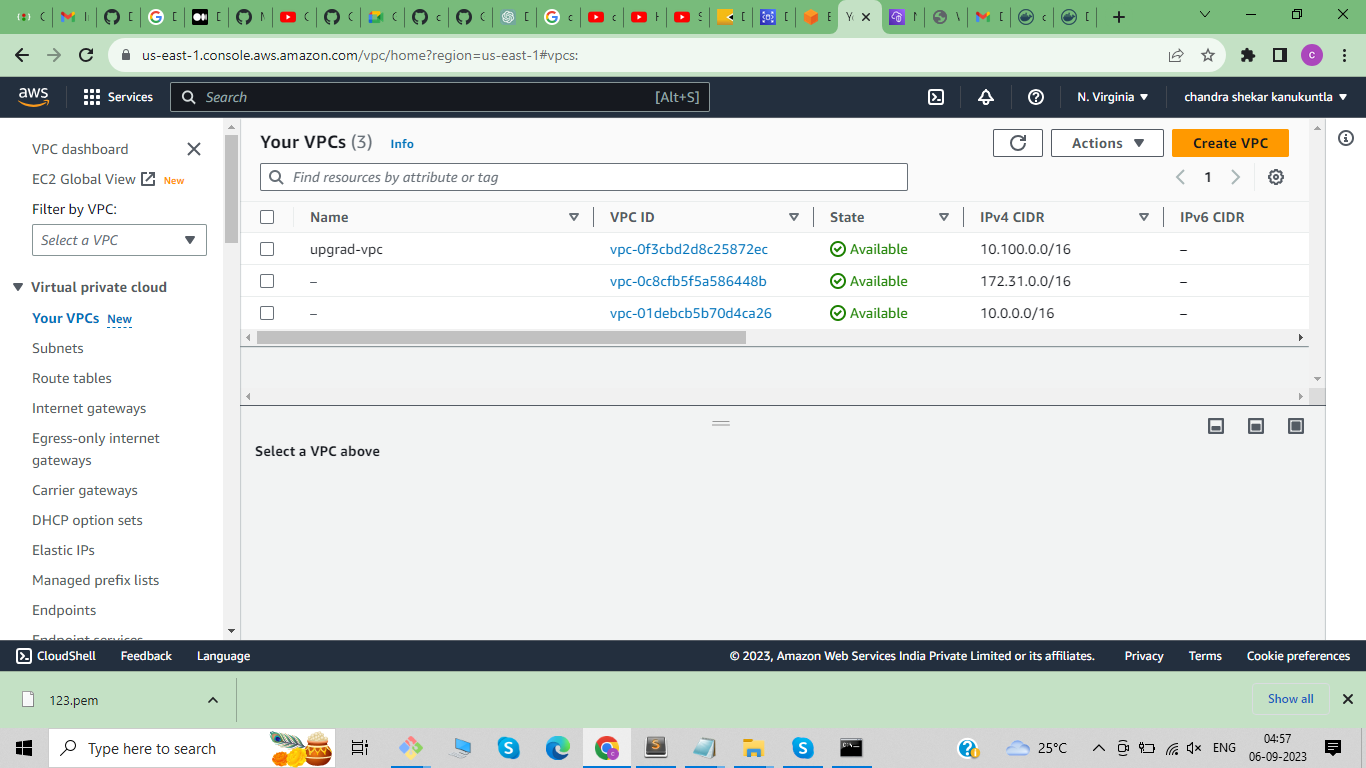 us-east-1.console.aws.amazon.com/vpc/home?region=us-east-1#vpcs:
aws
Services
Search
[Alt+S]
N. Virginia
chandra shekar kanukuntla
VPC dashboard
EC2 Global View New
Filter by VPC:
Select a VPC
Virtual private cloud
Your VPCs New
Subnets
Route tables
Internet gateways
Egress-only internet
gateways
Carrier gateways
DHCP option sets
Elastic IPs
Managed prefix lists
Endpoints
Endpoint services
Your VPCs (3) Info
Actions
Create VPC
Find resources by attribute or tag
1
Name VPC ID State IPv4 CIDR IPv6 CIDR
upgrad-vpc vpc-0f3cbd2d8c25872ec Available 10.100.0.0/16 –
– vpc-0c8cfb5f5a586448b Available 172.31.0.0/16 –
– vpc-01debcb5b70d4ca26 Available 10.0.0.0/16 –
Select a VPC above
CloudShell Feedback Language
© 2023, Amazon Web Services India Private Limited or its affiliates. Privacy Terms Cookie preferences
123.pem
Show all
Type here to search
25°C
ENG
04:57
06-09-2023